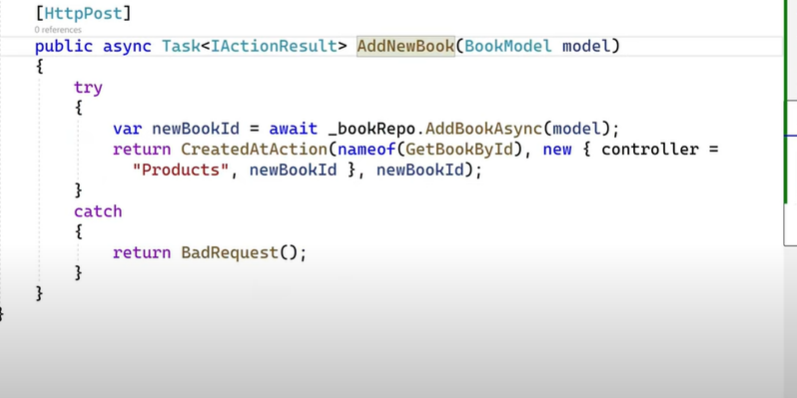 [HttpPost]
0 references
public async Task<IActionResult> AddNewBook(BookModel model)
{
try
{
var newBookId = await _bookRepo.AddBookAsync(model);
return CreatedAtAction(nameof(GetBookById), new { controller =
"Products", newBookId }, newBookId);
}
catch
{
return BadRequest();
}
}
}